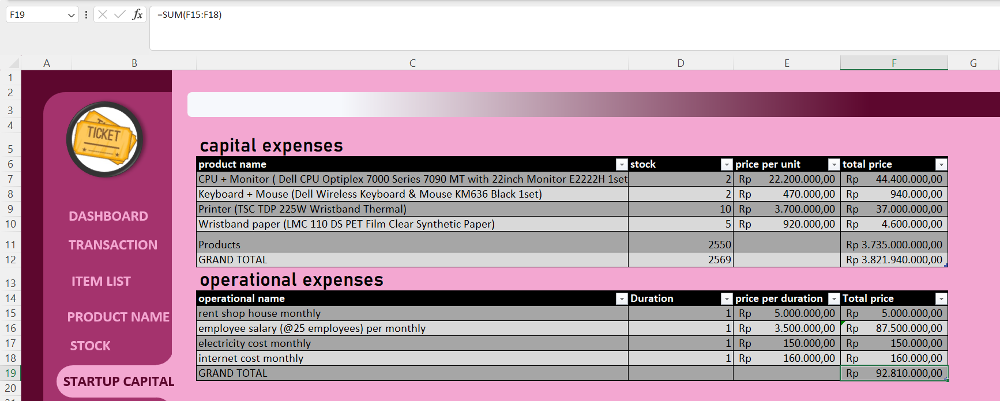 F19
fx
=SUM(F15:F18)
A B C D E F G
1
2
3
4
TICKET
5 capital expenses
6 product name stock price per unit total price
7 CPU + Monitor ( Dell CPU Optiplex 7000 Series 7090 MT with 22inch Monitor E2222H 1set 2 Rp 22.200.000,00 Rp 44.400.000,00
8 Keyboard + Mouse (Dell Wireless Keyboard & Mouse KM636 Black 1set) 2 Rp 470.000,00 Rp 940.000,00
9 Printer (TSC TDP 225W Wristband Thermal) 10 Rp 3.700.000,00 Rp 37.000.000,00
DASHBOARD
10 Wristband paper (LMC 110 DS PET Film Clear Synthetic Paper) 5 Rp 920.000,00 Rp 4.600.000,00
11 TRANSACTION Products 2550 Rp 3.735.000.000,00
12 GRAND TOTAL 2569 Rp 3.821.940.000,00
13 ITEM LIST operational expenses
14 operational name Duration price per duration Total price
15 rent shop house monthly 1 Rp 5.000.000,00 Rp 5.000.000,00
PRODUCT NAME
16 employee salary (@25 employees) per monthly 1 Rp 3.500.000,00 Rp 87.500.000,00
17 STOCK electricity cost monthly 1 Rp 150.000,00 Rp 150.000,00
18 internet cost monthly 1 Rp 160.000,00 Rp 160.000,00
19 GRAND TOTAL Rp 92.810.000,00
STARTUP CAPITAL
20